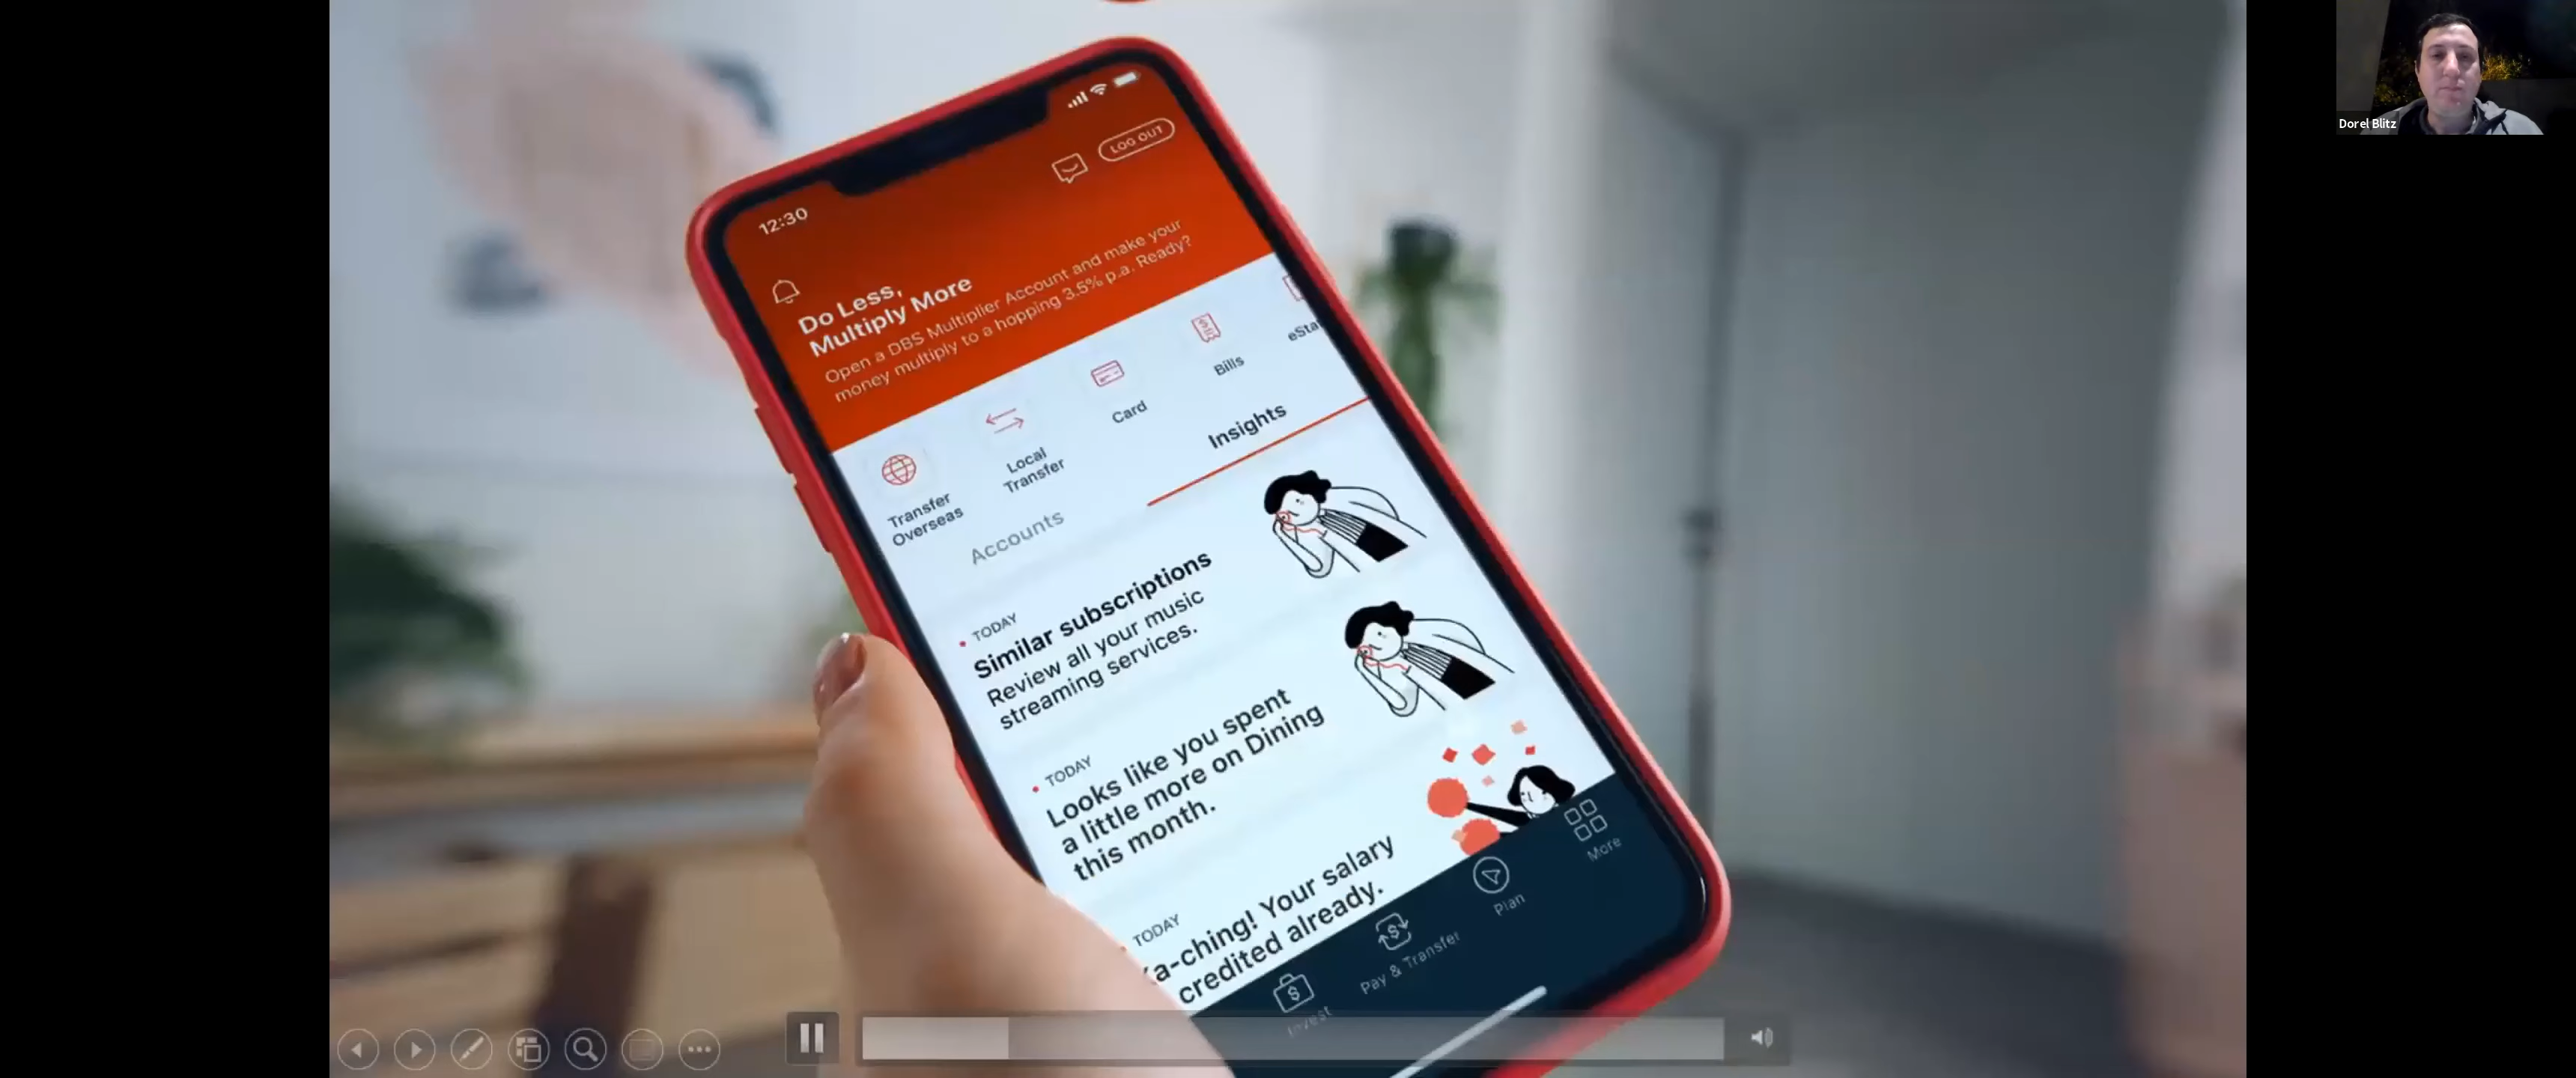 12:30
LOG OUT
Do Less,
Multiply More
Open a DBS Multiplier Account and make your
money multiply to a hopping 3.5% p.a. Ready?
Transfer
Overseas
Local
Transfer
Card
Bills
eSta
Accounts
Insights
TODAY
Similar subscriptions
Review all your music
streaming services.
TODAY
Looks like you spent
a little more on Dining
this month.
TODAY
a-ching! Your salary
credited already.
Invest
Pay & Transfer
Plan
More
Dorel Blitz